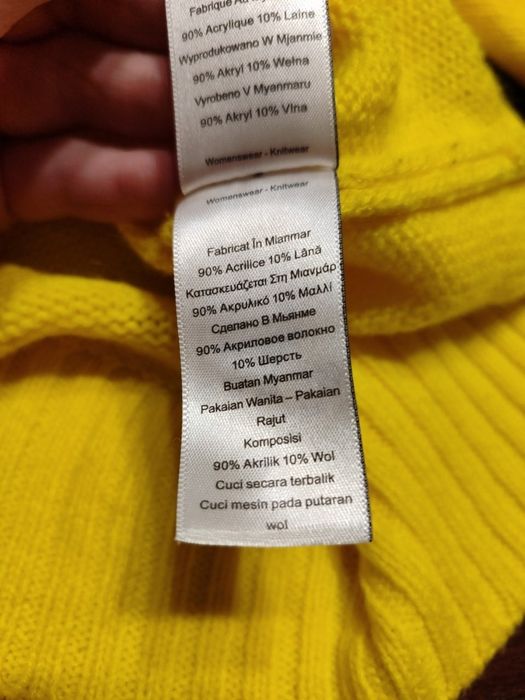 Fabriqué Au
90% Acrylique 10% Laine
Wyprodukowano W Mjanmie
90% Akryl 10% Wełna
Vyrobeno V Myanmaru
90% Akryl 10% Vlna
Womenswear - Knitwear
Womenswear - Knitwear
Fabricat În Mianmar
90% Acrilice 10% Lână
Κατασκευάζεται Στη Μιανμάρ
90% Ακρυλικό 10% Μαλλί
Сделано В Мьянме
90% Акриловое волокно
10% Шерсть
Buatan Myanmar
Pakaian Wanita – Pakaian
Rajut
Komposisi
90% Akrilik 10% Wol
Cuci secara terbalik
Cuci mesin pada putaran
wol